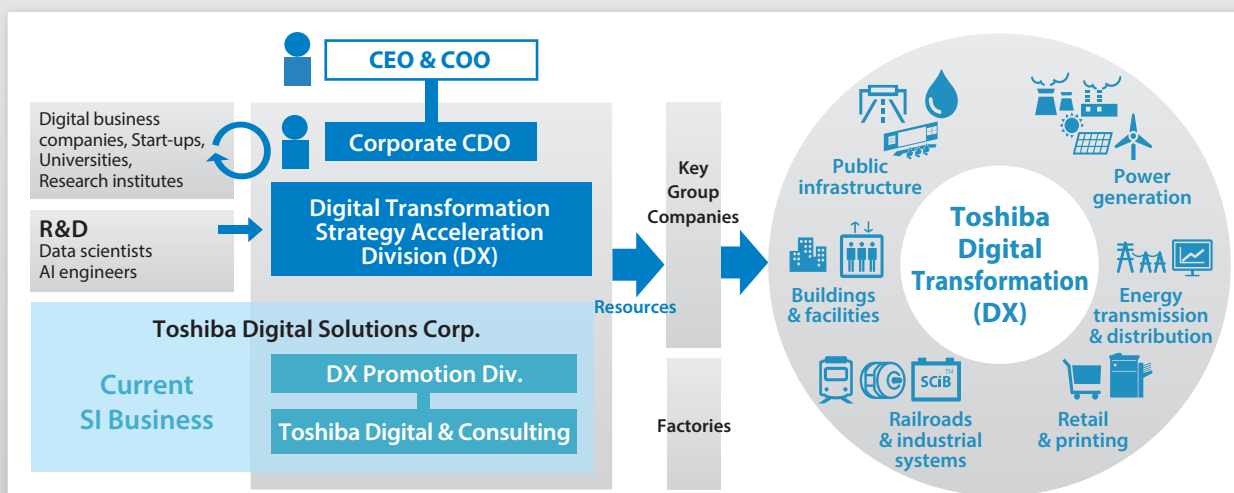 CEO & COO
Digital business
companies, Start-ups,
Universities,
Research institutes
Corporate CDO
R&D
Data scientists
AI engineers
Digital Transformation
Strategy Acceleration
Division (DX)
Resources
Toshiba Digital Solutions Corp.
Current
SI Business
DX Promotion Div.
Toshiba Digital & Consulting
Key
Group
Companies
Factories
Public
infrastructure
Power
generation
Toshiba
Digital
Transformation
(DX)
Buildings
& facilities
Energy
transmission
& distribution
SCiB™
Railroads
& industrial
systems
Retail
& printing